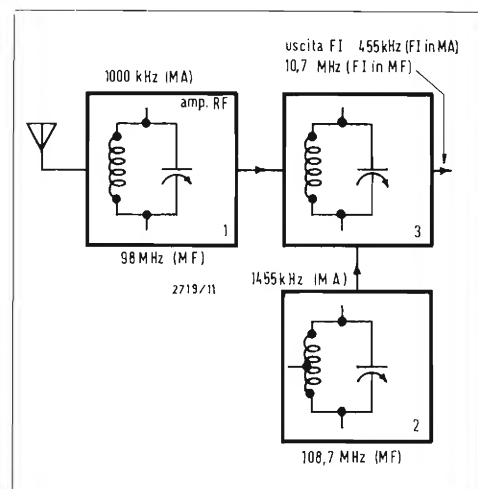 uscita FI 455kHz (FI in MA)
10,7 MHz (FI in MF)
1000 kHz (MA)
amp. RF
1
3
98MHz (MF)
2719/11
1455kHz (MA)
2
108,7 MHz (MF)